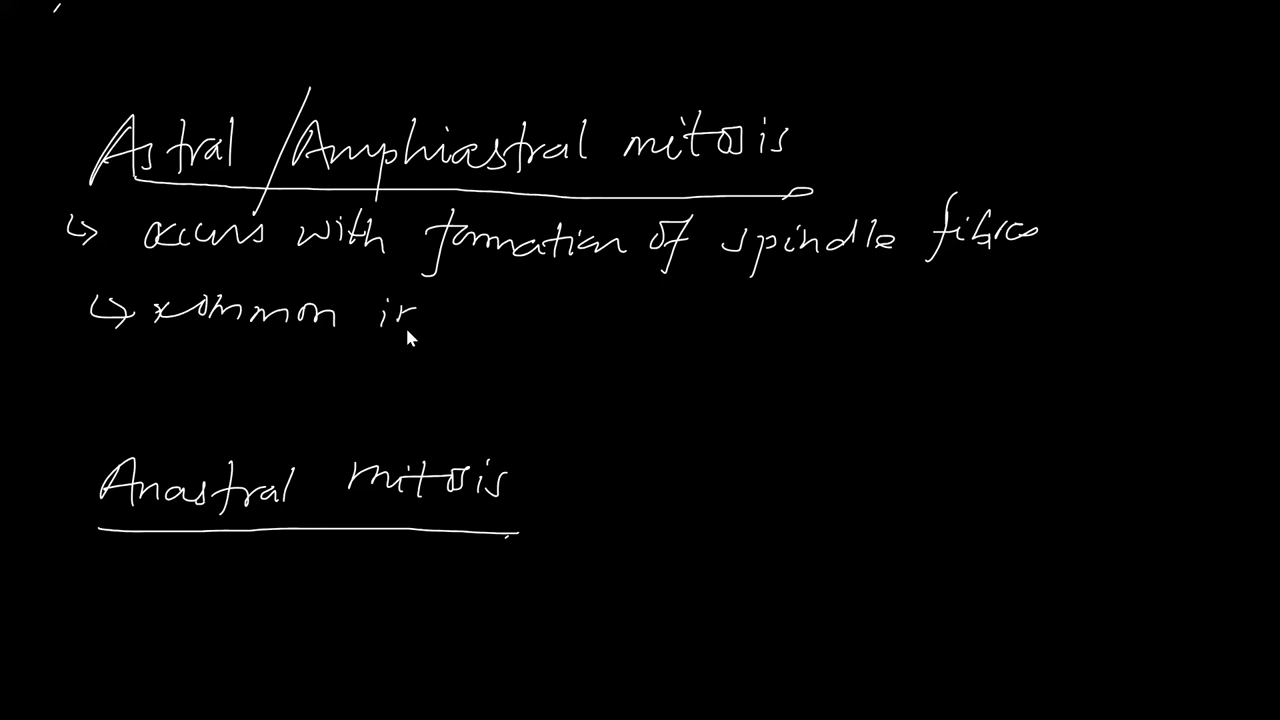 Astral /Amphiastral mitosis
↳ occurs with formation of spindle fibres
↳ common in
Anastral mitosis